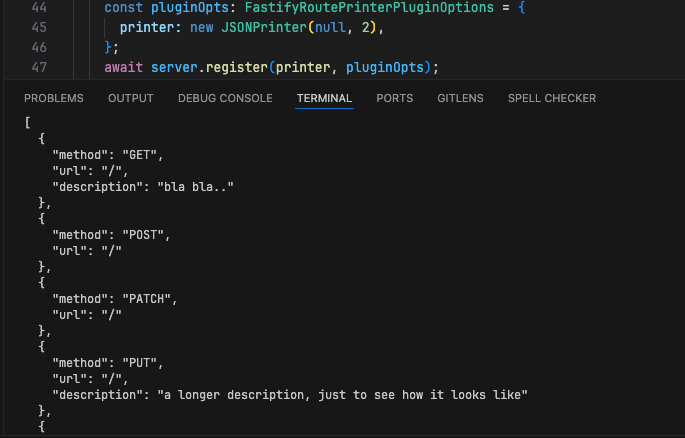 44 const pluginOpts: FastifyRoutePrinterPluginOptions = {
45 printer: new JSONPrinter(null, 2),
46 };
47 await server.register(printer, pluginOpts);
PROBLEMS OUTPUT DEBUG CONSOLE TERMINAL PORTS GITLENS SPELL CHECKER
[
{
"method": "GET",
"url": "/",
"description": "bla bla.."
},
{
"method": "POST",
"url": "/"
},
{
"method": "PATCH",
"url": "/"
},
{
"method": "PUT",
"url": "/",
"description": "a longer description, just to see how it looks like"
},
{